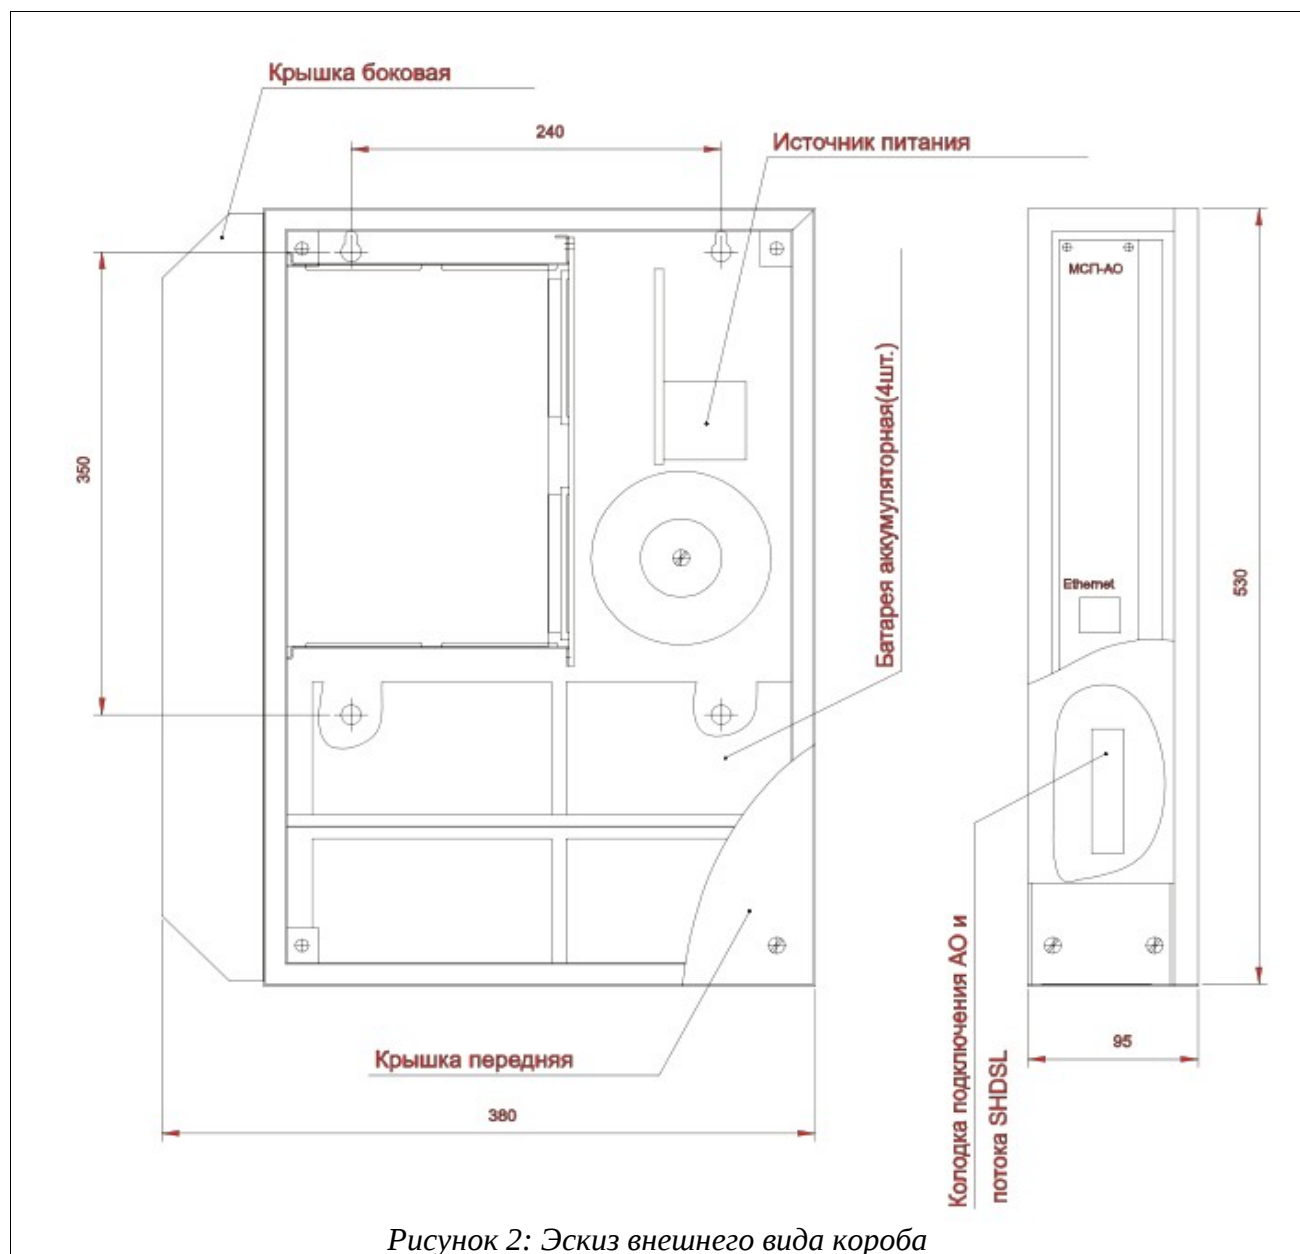 Крышка боковая
240
Источник питания
МСП-АО
350
Батарея аккумуляторная(4шт.)
Ethernet
530
Колодка подключения АО и
потока SHDSL
95
Крышка передняя
380
Рисунок 2: Эскиз внешнего вида короба